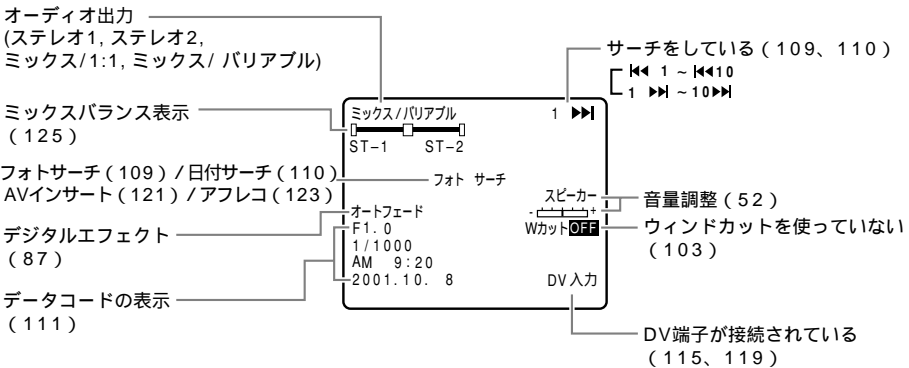 オーディオ出力
(ステレオ1, ステレオ2,
ミックス/1:1, ミックス/ バリアブル)
ミックスバランス表示
(125)
フォトサーチ(109)/日付サーチ(110)
AVインサート(121)/アフレコ(123)
デジタルエフェクト
(87)
データコードの表示
(111)
ミックス/バリアブル
1 ▶▶|
ST−1 ST−2
フォト サーチ
スピーカー
- +
オートフェード
Wカット OFF
F1.0
1/1000
AM 9:20
2001.10. 8
DV入力
サーチをしている(109、110)
|◀◀ 1 ~ |◀◀10
1 ▶▶| ~10▶▶|
音量調整(52)
ウィンドカットを使っていない
(103)
DV端子が接続されている
(115、119)